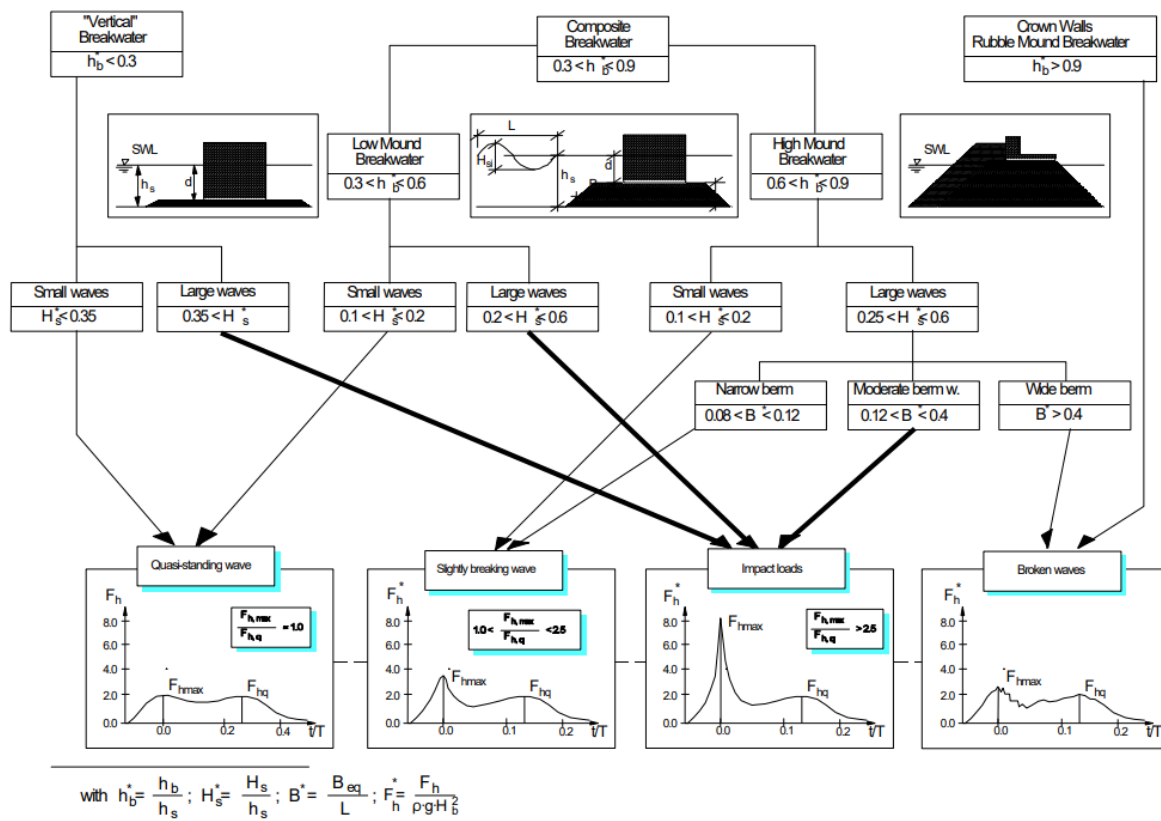 "Vertical"
Breakwater
h*b < 0.3
Composite
Breakwater
0.3 < h*b < 0.9
Crown Walls
Rubble Mound Breakwater
h*b > 0.9
SWL
hs
d
Low Mound
Breakwater
0.3 < h*b < 0.6
L
Hsi
d
hs
High Mound
Breakwater
0.6 < h*b < 0.9
SWL
Small waves
H*s < 0.35
Large waves
0.35 < H*s
Small waves
0.1 < H*s < 0.2
Large waves
0.2 < H*s < 0.6
Small waves
0.1 < H*s < 0.2
Large waves
0.25 < H*s < 0.6
Narrow berm
0.08 < B* < 0.12
Moderate berm w.
0.12 < B* < 0.4
Wide berm
B* > 0.4
Quasi-standing wave
Fh
8.0
6.0
4.0
2.0
0.0
Fh,max / Fh,q = 1.0
Fhmax
Fhq
0.0 0.2 0.4 t/T
Slightly breaking wave
F*h
8.0
6.0
4.0
2.0
0.0
1.0 < Fh,max / Fh,q < 2.5
Fhmax
Fhq
0.0 0.1 0.2 t/T
Impact loads
F*h
8.0
6.0
4.0
2.0
0.0
Fh,max / Fh,q > 2.5
Fhmax
Fhq
0.0 0.1 0.2 t/T
Broken waves
F*h
8.0
6.0
4.0
2.0
0.0
Fhmax
Fhq
0.0 0.1 0.2 t/T
with h*b = hb / hs ; H*s = Hs / hs ; B* = Beq / L ; F*h = Fh / ρ·g·H²b